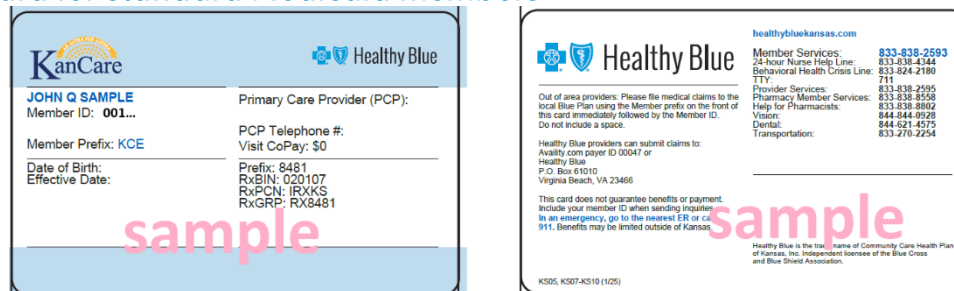 KanCare
Healthy Blue
JOHN Q SAMPLE
Member ID: 001...
Member Prefix: KCE
Date of Birth:
Effective Date:
Primary Care Provider (PCP):
PCP Telephone #:
Visit CoPay: $0
Prefix: 8481
RxBIN: 020107
RxPCN: IRXKS
RxGRP: RX8481
sample
Healthy Blue
Out of area providers: Please file medical claims to the
local Blue Plan using the Member prefix on the front of
this card immediately followed by the Member ID.
Do not include a space.
Healthy Blue providers can submit claims to:
Availity.com payer ID 00047 or
Healthy Blue
P.O. Box 61010
Virginia Beach, VA 23466
This card does not guarantee benefits or payment.
Include your member ID when sending inquiries.
In an emergency, go to the nearest ER or
911. Benefits may be limited outside of Kansas.
KS05, KS07-KS10 (1/25)
healthybluekansas.com
Member Services: 833-838-2593
24-hour Nurse Help Line: 833-838-4344
Behavioral Health Crisis Line: 833-824-2180
TTY: 711
Provider Services: 833-838-2595
Pharmacy Member Services: 833-838-8558
Help for Pharmacists: 833-838-8802
Vision: 844-844-0928
Dental: 844-621-4575
Transportation: 833-270-2254
sample
Healthy Blue is the trade name of Community Care Health Plan
of Kansas, Inc. Independent licensee of the Blue Cross
and Blue Shield Association.